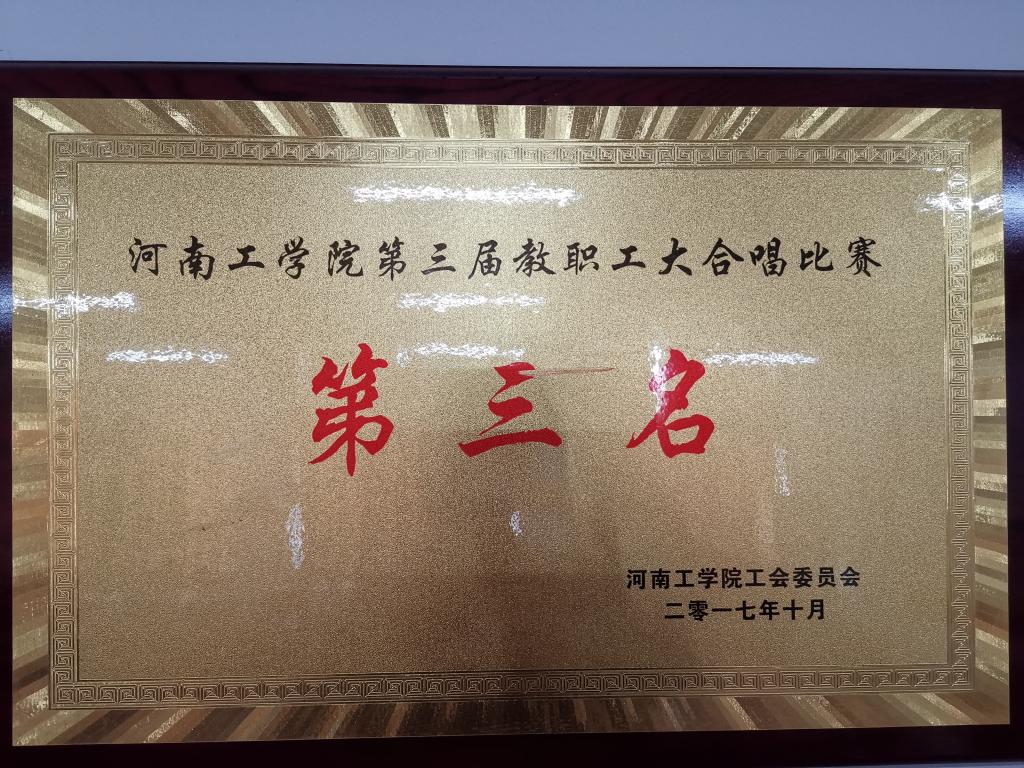 河南工学院第三届教职工大合唱比赛
第三名
河南工学院工会委员会
二零一七年十月